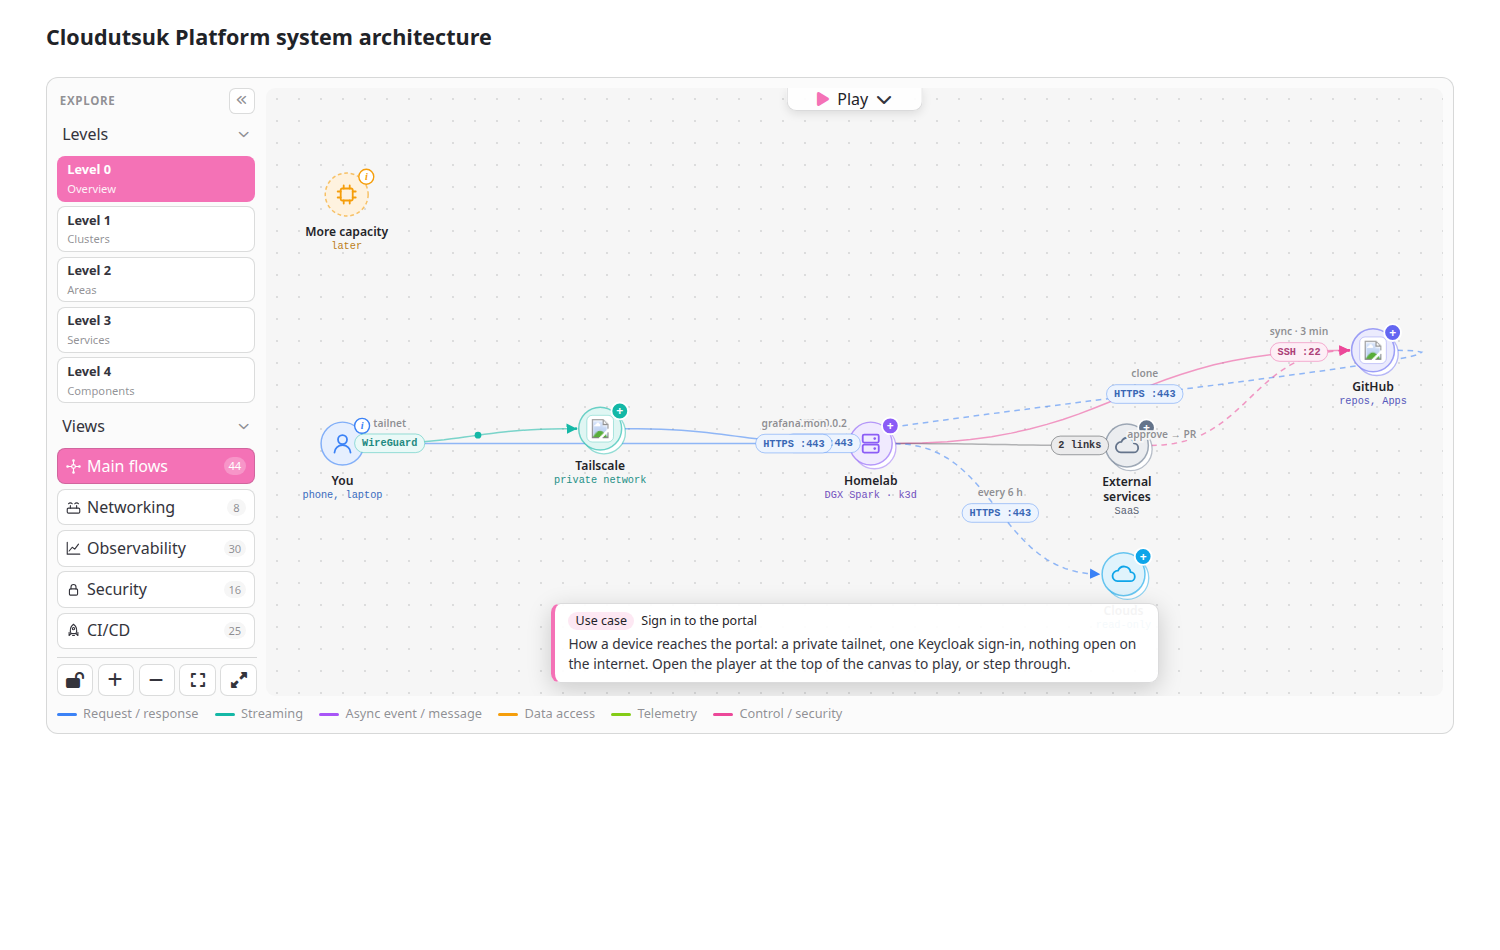 Cloudutsuk Platform system architecture
EXPLORE
Levels
Level 0
Overview
Level 1
Clusters
Level 2
Areas
Level 3
Services
Level 4
Components
Views
Main flows 44
Networking 8
Observability 30
Security 16
CI/CD 25
Play
More capacity
later
sync · 3 min
SSH :22
GitHub
repos, Apps
clone
HTTPS :443
tailnet
WireGuard
You
phone, laptop
Tailscale
private network
HTTPS :443
443
Homelab
DGX Spark · k3d
2 links
approve → PR
External
services
SaaS
every 6 h
HTTPS :443
Clouds
Use case Sign in to the portal
How a device reaches the portal: a private tailnet, one Keycloak sign-in, nothing open on
the internet. Open the player at the top of the canvas to play, or step through.
Request / response
Streaming
Async event / message
Data access
Telemetry
Control / security